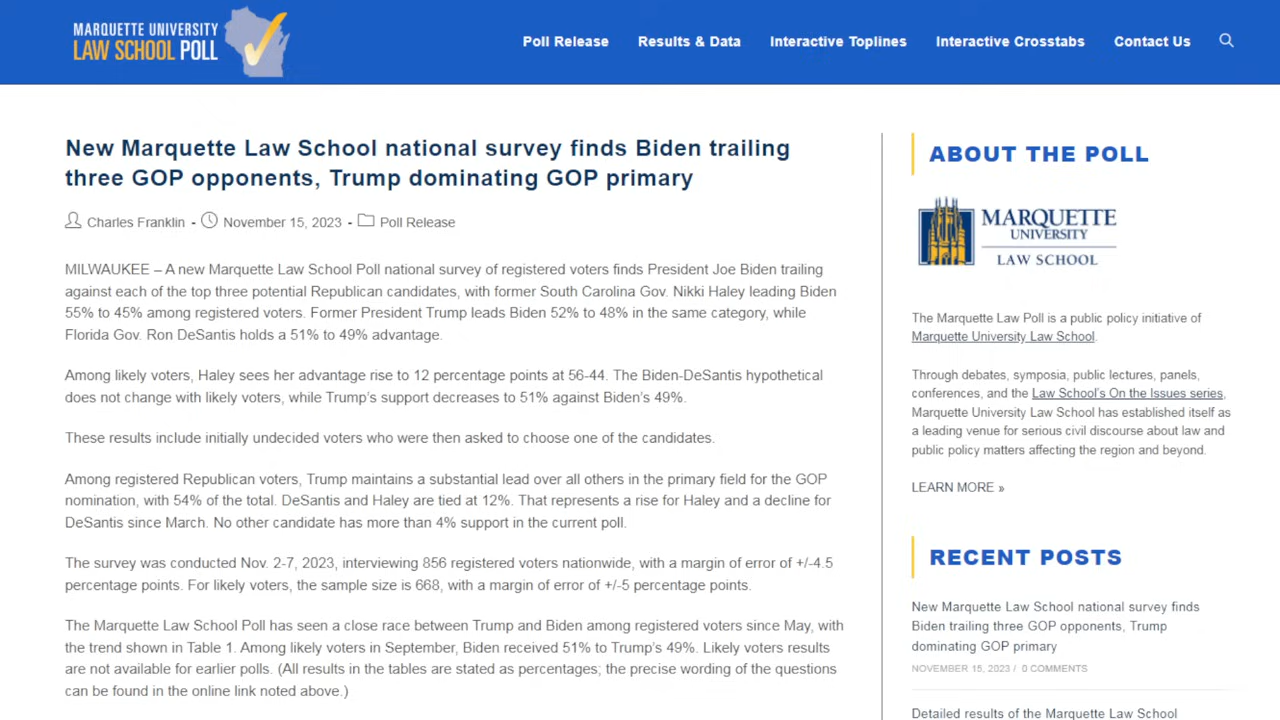 MARQUETTE UNIVERSITY
LAW SCHOOL POLL
Poll Release
Results & Data
Interactive Toplines
Interactive Crosstabs
Contact Us
New Marquette Law School national survey finds Biden trailing
three GOP opponents, Trump dominating GOP primary
Charles Franklin - November 15, 2023 - Poll Release
MILWAUKEE – A new Marquette Law School Poll national survey of registered voters finds President Joe Biden trailing
against each of the top three potential Republican candidates, with former South Carolina Gov. Nikki Haley leading Biden
55% to 45% among registered voters. Former President Trump leads Biden 52% to 48% in the same category, while
Florida Gov. Ron DeSantis holds a 51% to 49% advantage.
Among likely voters, Haley sees her advantage rise to 12 percentage points at 56-44. The Biden-DeSantis hypothetical
does not change with likely voters, while Trump’s support decreases to 51% against Biden’s 49%.
These results include initially undecided voters who were then asked to choose one of the candidates.
Among registered Republican voters, Trump maintains a substantial lead over all others in the primary field for the GOP
nomination, with 54% of the total. DeSantis and Haley are tied at 12%. That represents a rise for Haley and a decline for
DeSantis since March. No other candidate has more than 4% support in the current poll.
The survey was conducted Nov. 2-7, 2023, interviewing 856 registered voters nationwide, with a margin of error of +/-4.5
percentage points. For likely voters, the sample size is 668, with a margin of error of +/-5 percentage points.
The Marquette Law School Poll has seen a close race between Trump and Biden among registered voters since May, with
the trend shown in Table 1. Among likely voters in September, Biden received 51% to Trump’s 49%. Likely voters results
are not available for earlier polls. (All results in the tables are stated as percentages; the precise wording of the questions
can be found in the online link noted above.)
ABOUT THE POLL
MARQUETTE
UNIVERSITY
LAW SCHOOL
The Marquette Law Poll is a public policy initiative of
Marquette University Law School.
Through debates, symposia, public lectures, panels,
conferences, and the Law School’s On the Issues series,
Marquette University Law School has established itself as
a leading venue for serious civil discourse about law and
public policy matters affecting the region and beyond.
LEARN MORE »
RECENT POSTS
New Marquette Law School national survey finds
Biden trailing three GOP opponents, Trump
dominating GOP primary
NOVEMBER 15, 2023 / 0 COMMENTS
Detailed results of the Marquette Law School